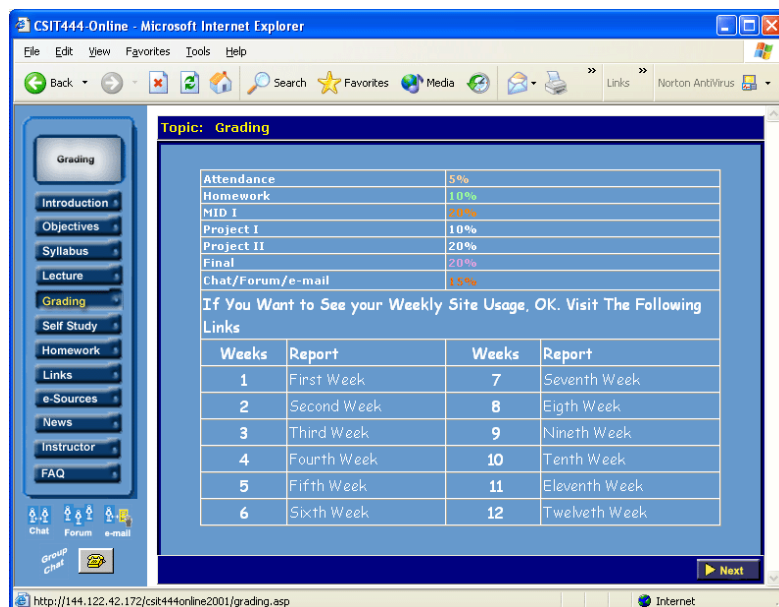 CSIT444-Online - Microsoft Internet Explorer
File Edit View Favorites Tools Help
Back Search Favorites Media » Links » Norton AntiVirus
Topic: Grading
Grading
Introduction
Objectives
Syllabus
Lecture
Grading
Self Study
Homework
Links
e-Sources
News
Instructor
FAQ
Chat Forum e-mail
Group Chat
Attendance 5%
Homework 10%
MID I 20%
Project I 10%
Project II 20%
Final 20%
Chat/Forum/e-mail 15%
If You Want to See your Weekly Site Usage, OK. Visit The Following
Links
Weeks Report Weeks Report
1 First Week 7 Seventh Week
2 Second Week 8 Eigth Week
3 Third Week 9 Nineth Week
4 Fourth Week 10 Tenth Week
5 Fifth Week 11 Eleventh Week
6 Sixth Week 12 Twelveth Week
Next
http://144.122.42.172/csit444online2001/grading.asp Internet